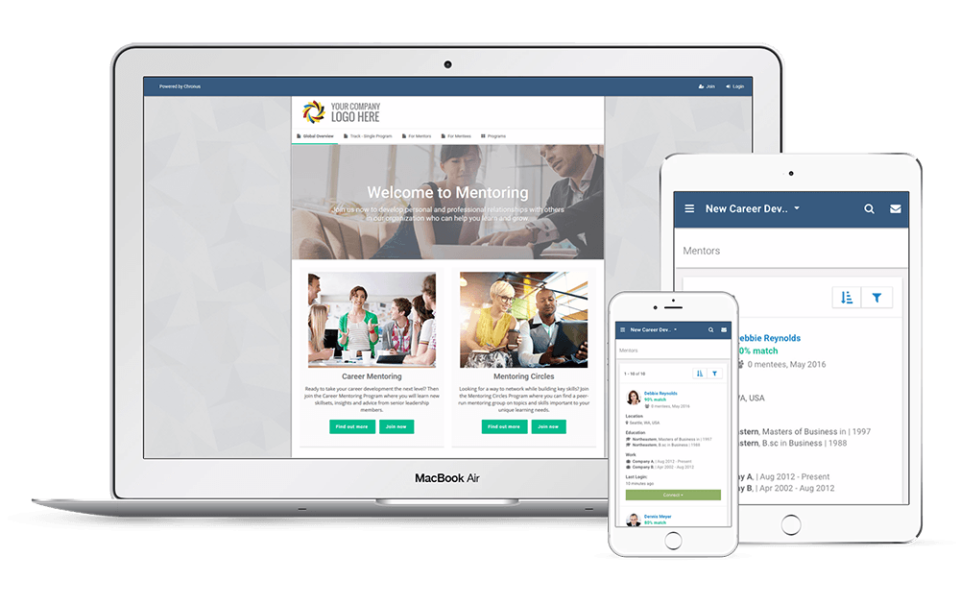 Powered by Chronus
Join
Login
YOUR COMPANY
LOGO HERE
Global Overview
Track - Single Program
For Mentors
For Mentees
Programs
Welcome to Mentoring
Join us now to develop personal and professional relationships with others
in our organization who can help you learn and grow.
Career Mentoring
Ready to take your career development the next level? Then
join the Career Mentoring Program where you will learn new
skillsets, insights and advice from senior leadership
members.
Find out more
Join now
Mentoring Circles
Looking for a way to network while building key skills? Join
the Mentoring Circles Program where you can find a peer-
run mentoring group on topics and skills important to your
unique learning needs.
Find out more
Join now
MacBook Air
New Career Dev..
Mentors
1 - 10 of 10
Debbie Reynolds
90% match
0 mentees, May 2016
Location
Seattle, WA, USA
Education
Northeastern, Masters of Business in | 1997
Northeastern, B.sc in Business | 1988
Work
Company A, | Aug 2012 - Present
Company B, | Apr 2002 - Aug 2012
Last Login:
10 minutes ago
Connect
Dennis Meyer
80% match
New Career Dev..
Mentors
ebbie Reynolds
0% match
0 mentees, May 2016
VA, USA
astern, Masters of Business in | 1997
stern, B.sc in Business | 1988
ny A, | Aug 2012 - Present
y B, | Apr 2002 - Aug 2012